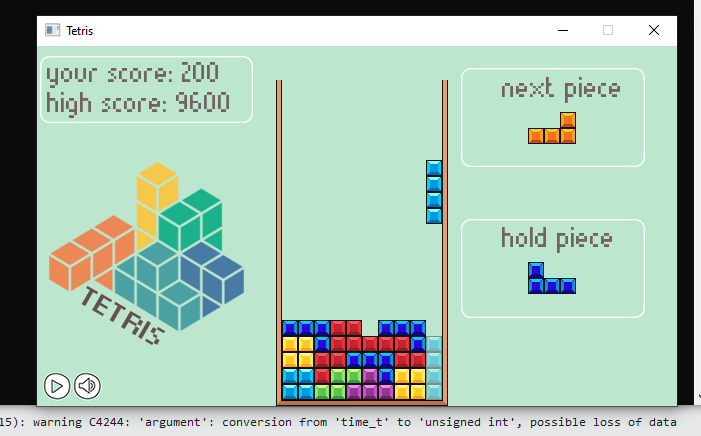 Tetris
your score: 200
high score: 9600
next piece
hold piece
TETRIS
15): warning C4244: 'argument': conversion from 'time_t' to 'unsigned int', possible loss of data